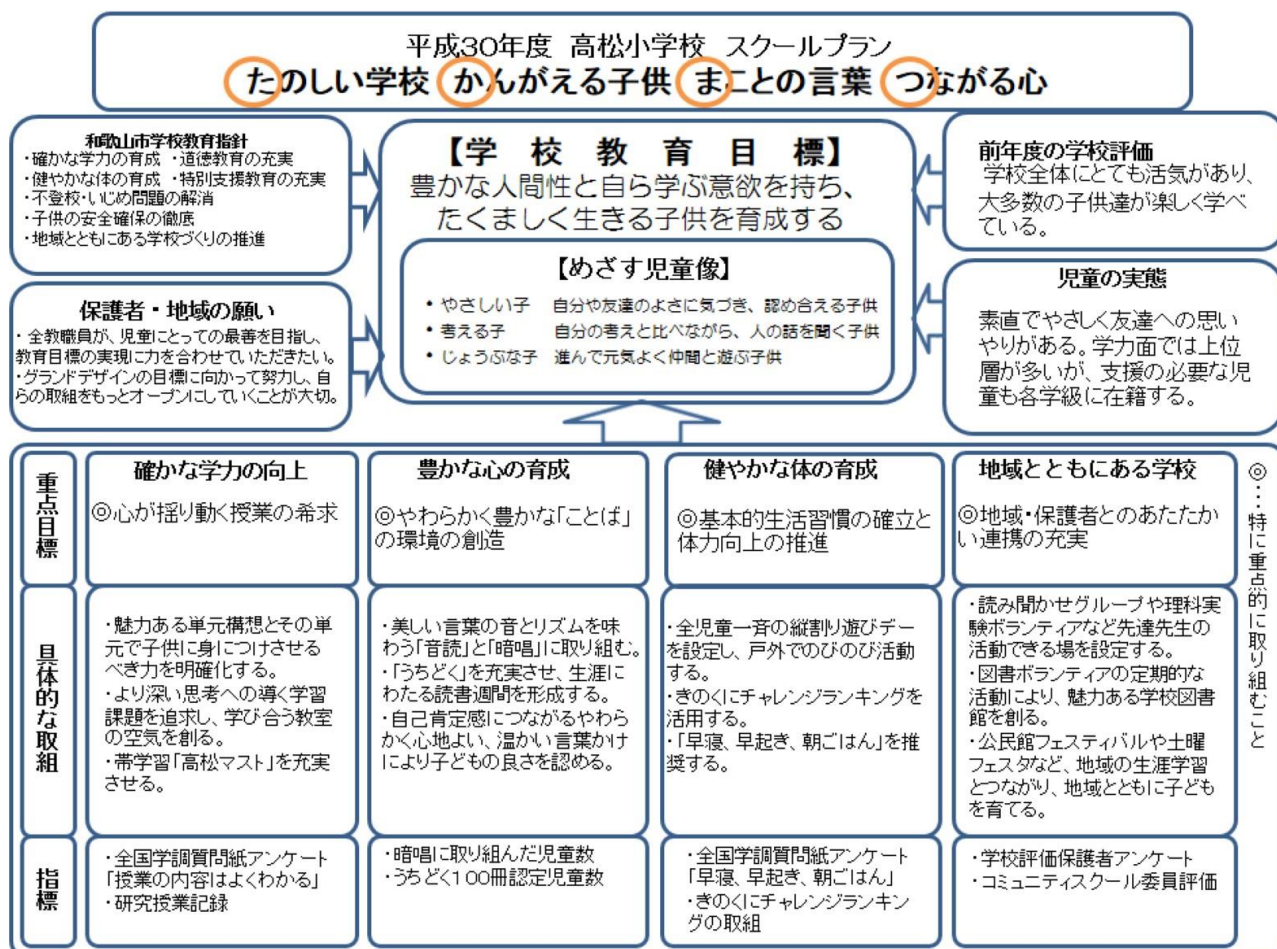 平成30年度 高松小学校 スクールプラン
たのしい学校 かんがえる子供 まことの言葉 つながる心
和歌山市学校教育指針
・確かな学力の育成 ・道徳教育の充実
・健やかな体の育成 ・特別支援教育の充実
・不登校・いじめ問題の解消
・子供の安全確保の徹底
・地域とともにある学校づくりの推進
保護者・地域の願い
・全教職員が、児童にとっての最善を目指し、
教育目標の実現に力を合わせていただきたい。
・グランドデザインの目標に向かって努力し、自
らの取組をもっとオープンにしていくことが大切。
【学校教育目標】
豊かな人間性と自ら学ぶ意欲を持ち、
たくましく生きる子供を育成する
【めざす児童像】
・やさしい子 自分や友達のよさに気づき、認め合える子供
・考える子 自分の考えと比べながら、人の話を聞く子供
・じょうぶな子 進んで元気よく仲間と遊ぶ子供
前年度の学校評価
学校全体にとても活気があり、
大多数の子供達が楽しく学べ
ている。
児童の実態
素直でやさしく友達への思い
やりがある。学力面では上位
層が多いが、支援の必要な児
童も各学級に在籍する。
重点目標
確かな学力の向上
◎心が揺り動く授業の希求
豊かな心の育成
◎やわらかく豊かな「ことば」
の環境の創造
健やかな体の育成
◎基本的生活習慣の確立と
体力向上の推進
地域とともにある学校
◎地域・保護者とのあたたか
い連携の充実
◎・・・特に重点的に取り組むこと
具体的な取組
・魅力ある単元構想とその単
元で子供に身につけさせる
べき力を明確化する。
・より深い思考への導く学習
課題を追求し、学び合う教室
の空気を創る。
・帯学習「高松マスト」を充実
させる。
・美しい言葉の音とリズムを味
わう「音読」と「暗唱」に取り組む。
・「うちどく」を充実させ、生涯に
わたる読書週間を形成する。
・自己肯定感につながるやわら
かく心地よい、温かい言葉かけ
により子どもの良さを認める。
・全児童一斉の縦割り遊びデー
を設定し、戸外でのびのび活動
する。
・きのくにチャレンジランキングを
活用する。
・「早寝、早起き、朝ごはん」を推
奨する。
・読み聞かせグループや理科実
験ボランティアなど先達先生の
活動できる場を設定する。
・図書ボランティアの定期的な
活動により、魅力ある学校図書
館を創る。
・公民館フェスティバルや土曜
フェスタなど、地域の生涯学習
とつながり、地域とともに子ども
を育てる。
指標
・全国学調質問紙アンケート
「授業の内容はよくわかる」
・研究授業記録
・暗唱に取り組んだ児童数
・うちどく100冊認定児童数
・全国学調質問紙アンケート
「早寝、早起き、朝ごはん」
・きのくにチャレンジランキン
グの取組
・学校評価保護者アンケート
・コミュニティスクール委員評価